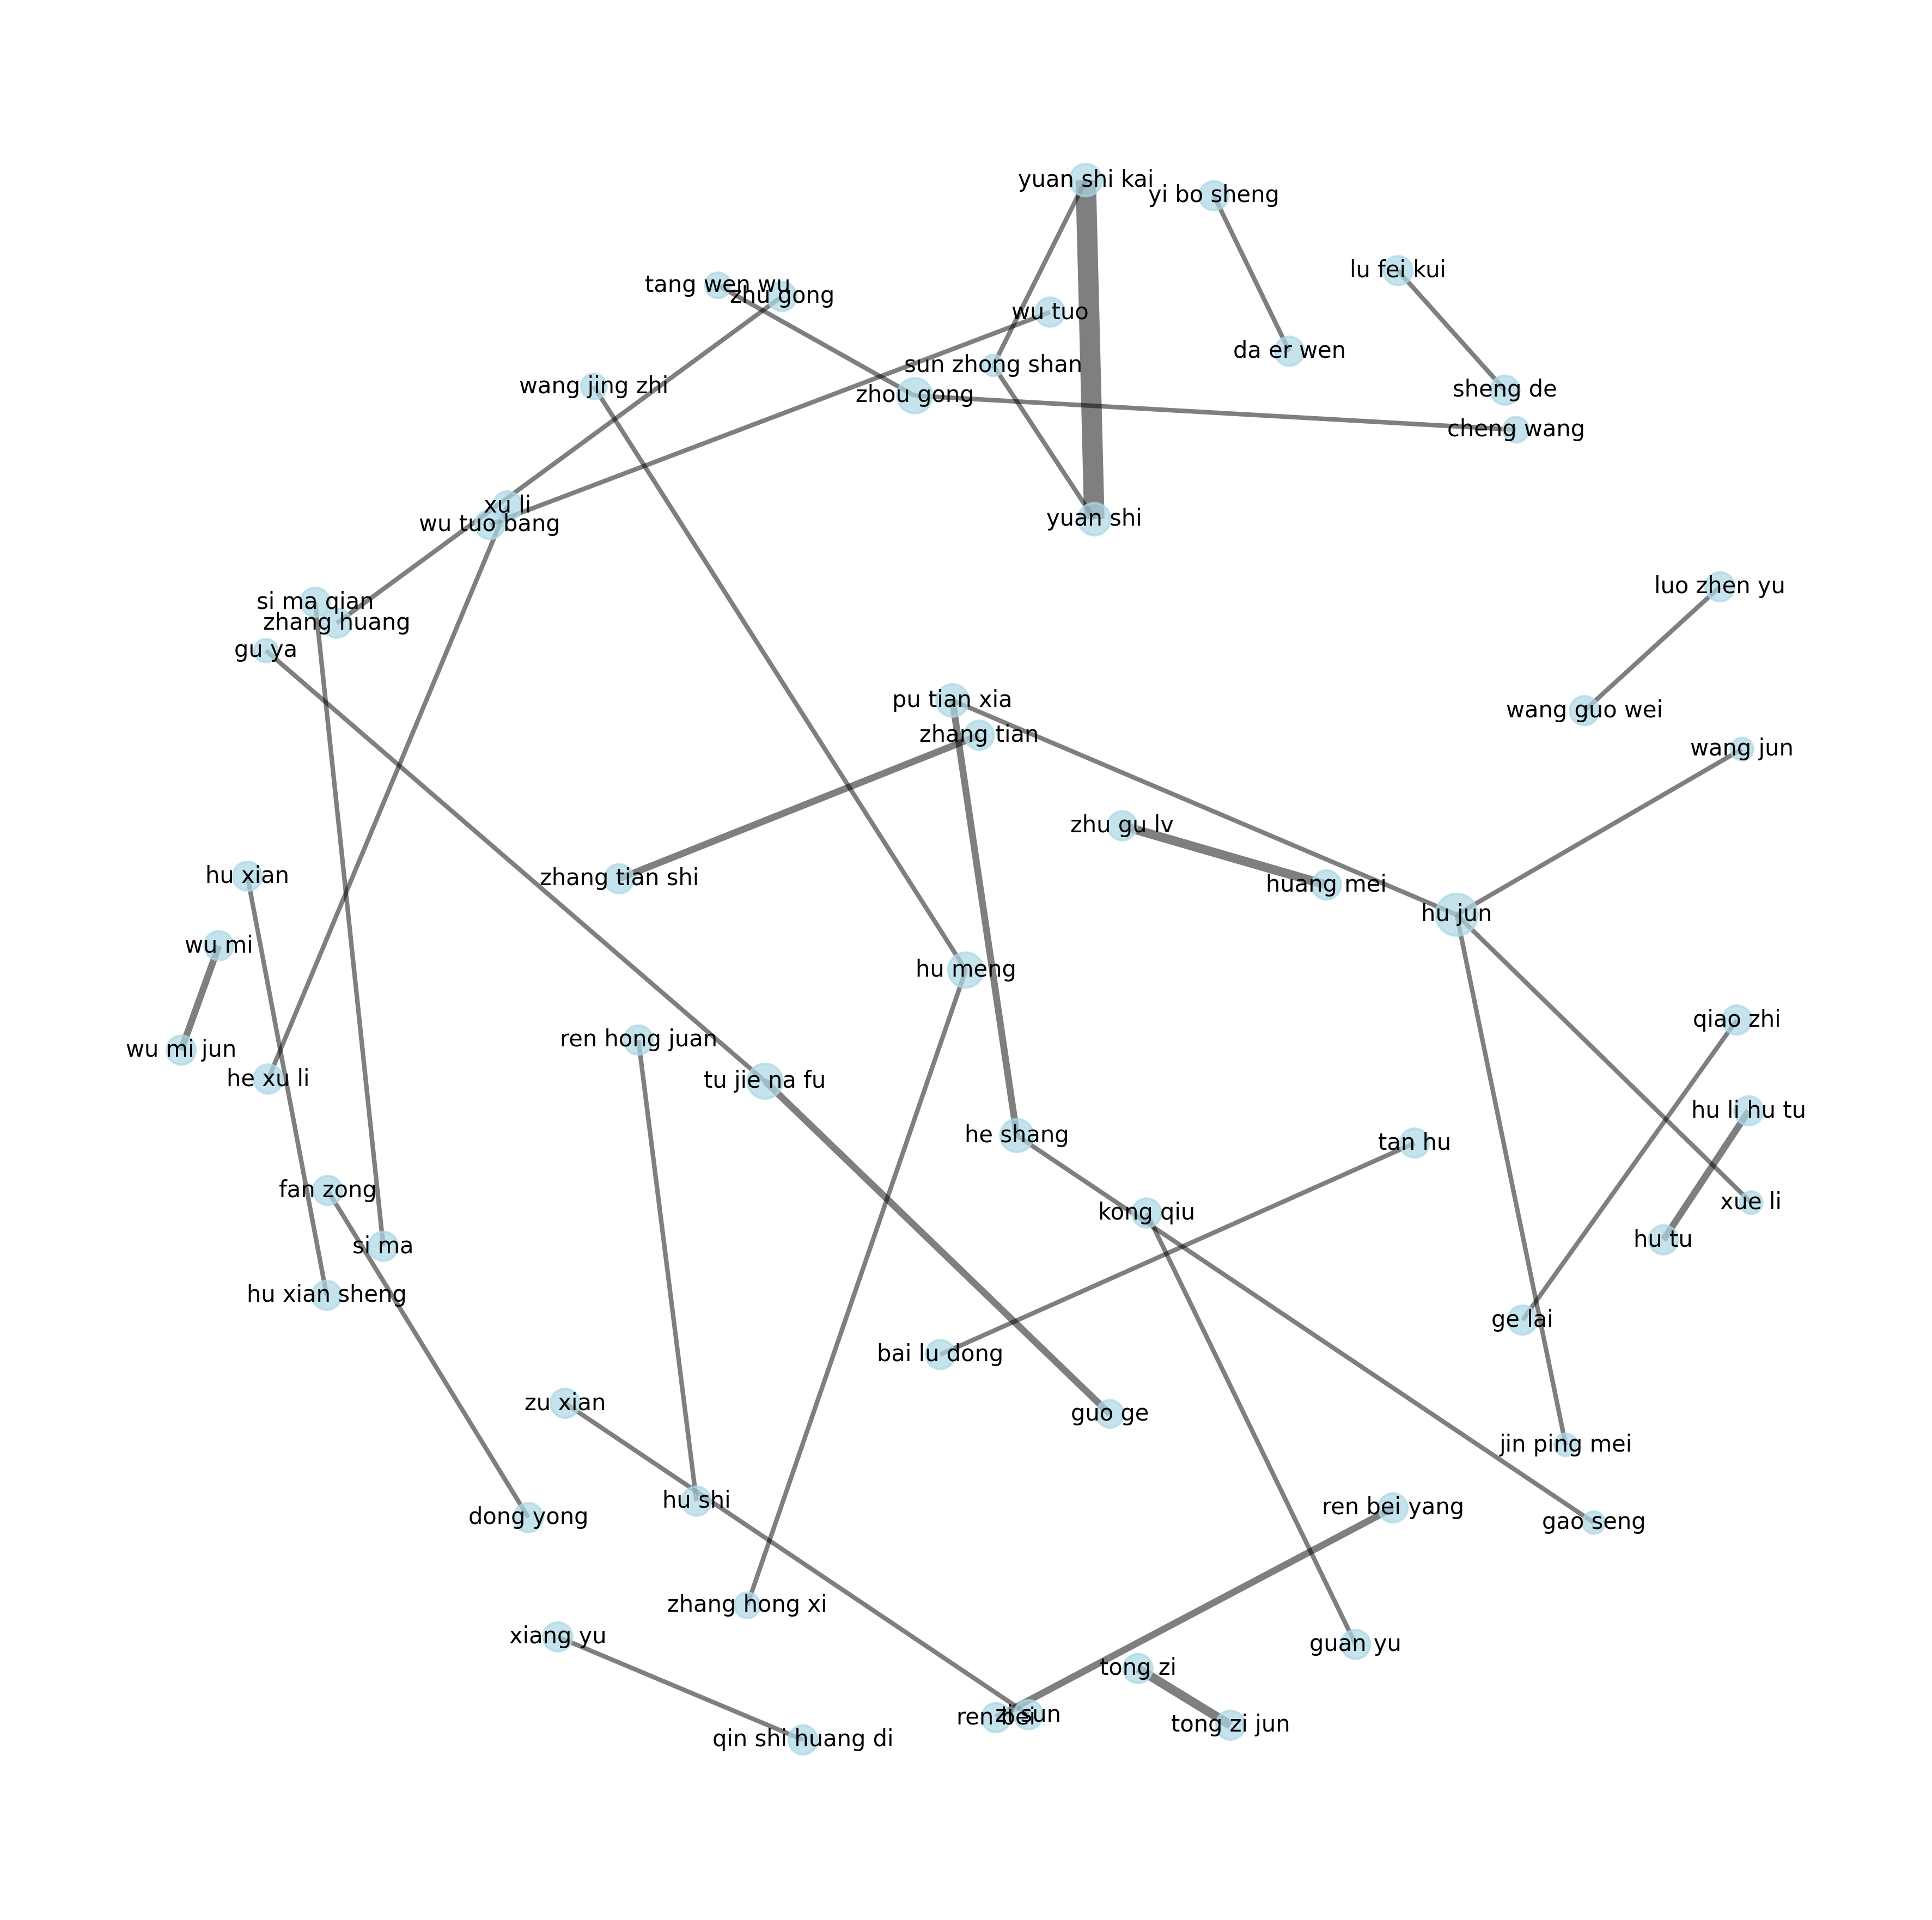 yuan shi kai
yi bo sheng
lu fei kui
tang wen wu
zhu gong
wu tuo
da er wen
sun zhong shan
wang jing zhi
zhou gong
sheng de
cheng wang
xu li
wu tuo bang
yuan shi
si ma qian
zhang huang
luo zhen yu
gu ya
pu tian xia
wang guo wei
zhang tian
wang jun
zhu gu lv
hu xian
zhang tian shi
huang mei
hu jun
wu mi
hu meng
qiao zhi
ren hong juan
wu mi jun
he xu li
tu jie na fu
hu li hu tu
he shang
tan hu
fan zong
xue li
kong qiu
hu tu
si ma
hu xian sheng
ge lai
bai lu dong
zu xian
guo ge
jin ping mei
hu shi
ren bei yang
dong yong
gao seng
zhang hong xi
xiang yu
guan yu
tong zi
ren bei
zi sun
tong zi jun
qin shi huang di